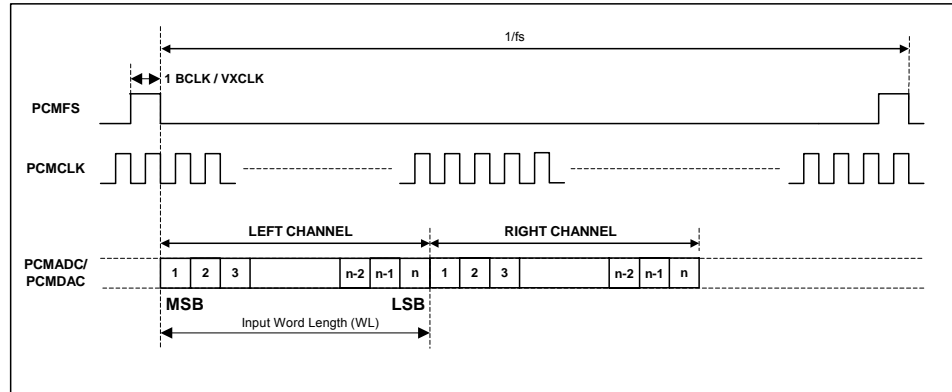 1/fs
1 BCLK / VXCLK
PCMFS
PCMCLK
LEFT CHANNEL RIGHT CHANNEL
PCMADC/
PCMDAC
1 2 3 n-2 n-1 n 1 2 3 n-2 n-1 n
MSB LSB
Input Word Length (WL)